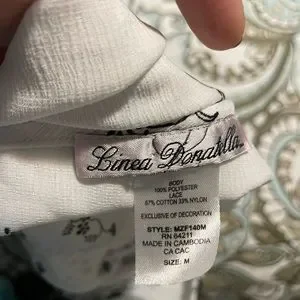 Linea Donatella
BODY
100% POLYESTER
LACE
67% COTTON 33% NYLON
EXCLUSIVE OF DECORATION
STYLE: MZF140M
RN 84211
MADE IN CAMBODIA
CA CAC
SIZE: M